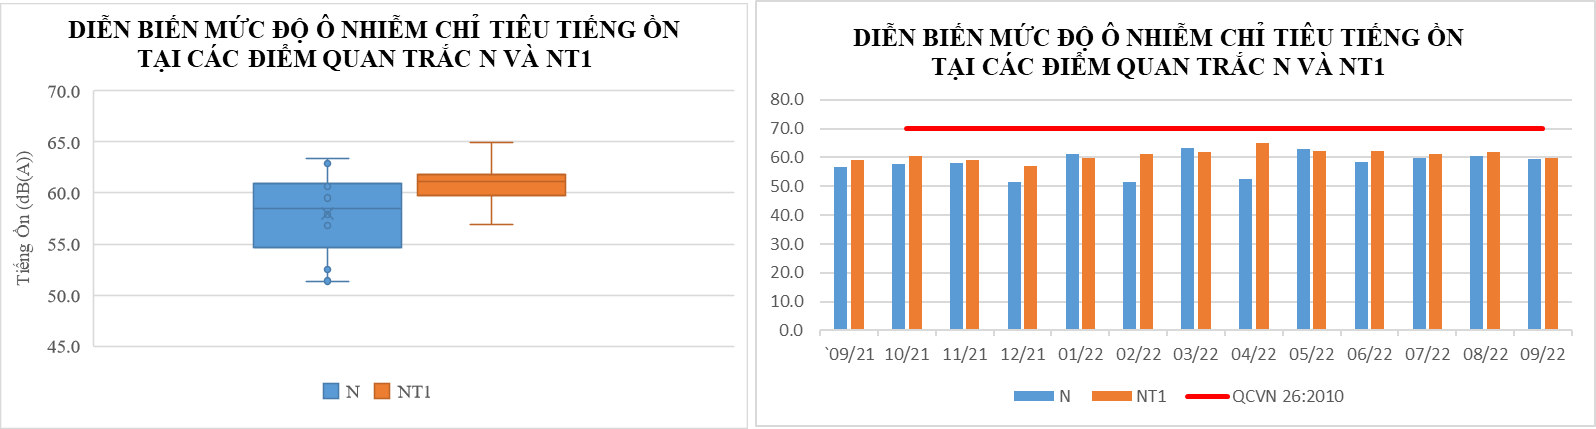 DIỄN BIẾN MỨC ĐỘ Ô NHIỄM CHỈ TIÊU TIẾNG ỒN
TẠI CÁC ĐIỂM QUAN TRẮC N VÀ NT1
70.0
65.0
60.0
55.0
50.0
45.0
Tiếng Ồn (dB(A))
N NT1
DIỄN BIẾN MỨC ĐỘ Ô NHIỄM CHỈ TIÊU TIẾNG ỒN
TẠI CÁC ĐIỂM QUAN TRẮC N VÀ NT1
80.0
70.0
60.0
50.0
40.0
30.0
20.0
10.0
0.0
`09/21 10/21 11/21 12/21 01/22 02/22 03/22 04/22 05/22 06/22 07/22 08/22 09/22
N NT1 QCVN 26:2010